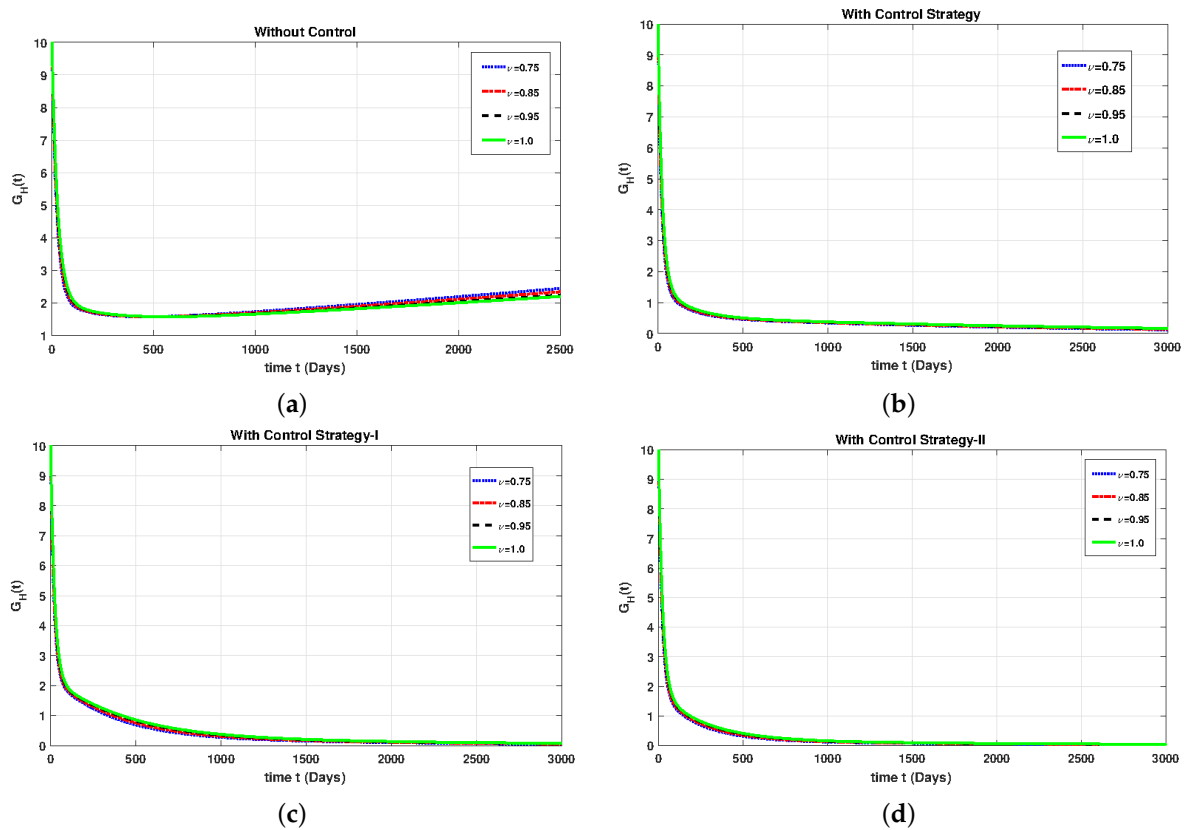 Without Control
10
9
8
7
6
5
4
3
2
1
G_H(t)
ν=0.75
ν=0.85
ν=0.95
ν=1.0
0 500 1000 1500 2000 2500
time t (Days)
(a)
With Control Strategy
10
9
8
7
6
5
4
3
2
1
0
G_H(t)
ν=0.75
ν=0.85
ν=0.95
ν=1.0
0 500 1000 1500 2000 2500 3000
time t (Days)
(b)
With Control Strategy-I
10
9
8
7
6
5
4
3
2
1
0
G_H(t)
ν=0.75
ν=0.85
ν=0.95
ν=1.0
0 500 1000 1500 2000 2500 3000
time t (Days)
(c)
With Control Strategy-II
10
9
8
7
6
5
4
3
2
1
0
G_H(t)
ν=0.75
ν=0.85
ν=0.95
ν=1.0
0 500 1000 1500 2000 2500 3000
time t (Days)
(d)